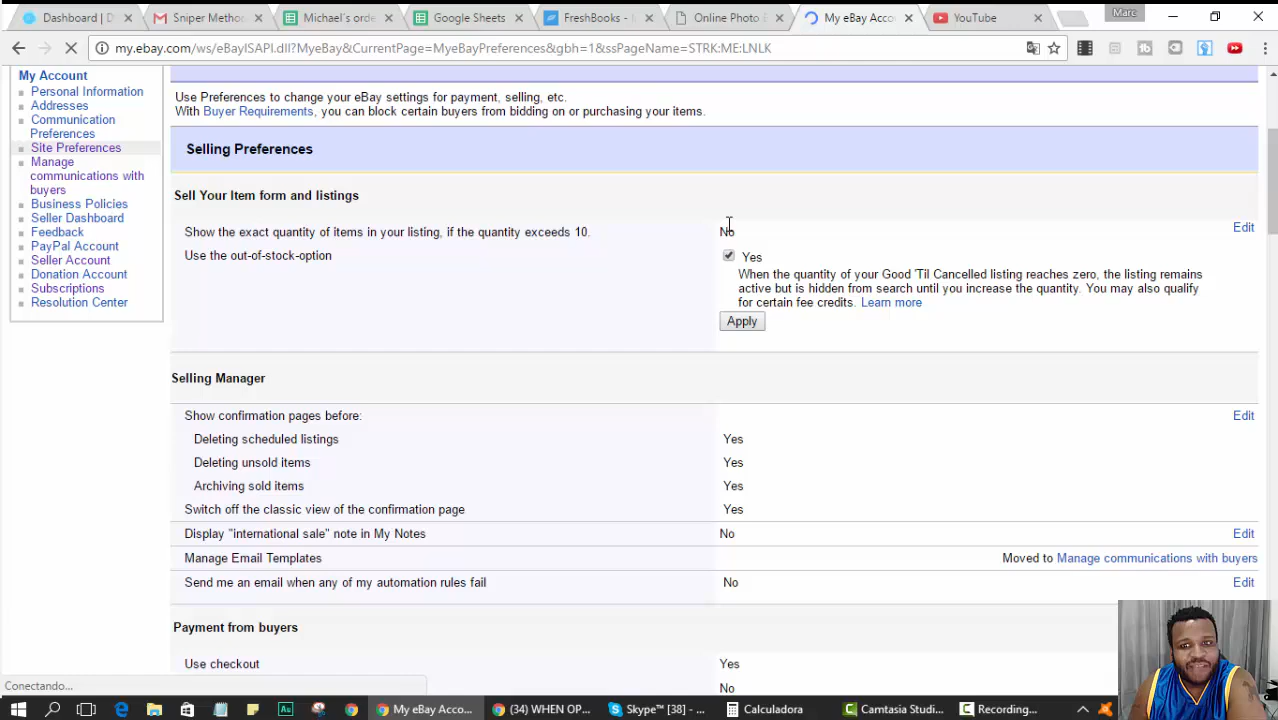 Dashboard | D
Sniper Metho
Michael's orde
Google Sheets
FreshBooks - I
Online Photo E
My eBay Acco
YouTube
Marc
my.ebay.com/ws/eBayISAPI.dll?MyeBay&CurrentPage=MyeBayPreferences&gbh=1&ssPageName=STRK:ME:LNLK
My Account
Personal Information
Addresses
Communication
Preferences
Site Preferences
Manage
communications with
buyers
Business Policies
Seller Dashboard
Feedback
PayPal Account
Seller Account
Donation Account
Subscriptions
Resolution Center
Use Preferences to change your eBay settings for payment, selling, etc.
With Buyer Requirements, you can block certain buyers from bidding on or purchasing your items.
Selling Preferences
Sell Your Item form and listings
Show the exact quantity of items in your listing, if the quantity exceeds 10. No Edit
Use the out-of-stock-option Yes
When the quantity of your Good 'Til Cancelled listing reaches zero, the listing remains
active but is hidden from search until you increase the quantity. You may also qualify
for certain fee credits. Learn more
Apply
Selling Manager
Show confirmation pages before: Edit
Deleting scheduled listings Yes
Deleting unsold items Yes
Archiving sold items Yes
Switch off the classic view of the confirmation page Yes
Display "international sale" note in My Notes No Edit
Manage Email Templates Moved to Manage communications with buyers
Send me an email when any of my automation rules fail No Edit
Payment from buyers
Use checkout Yes
No
Conectando...
My eBay Acco...
(34) WHEN OP...
Skype™ [38] - ...
Calculadora
Camtasia Studi...
Recording...